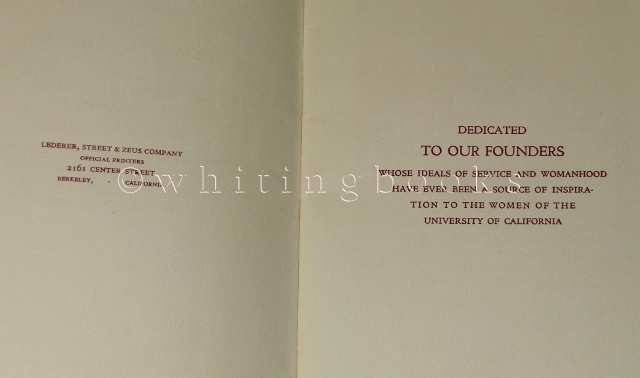 LEDERER, STREET & ZEUS COMPANY
OFFICIAL PRINTERS
2161 CENTER STREET
BERKELEY, - CALIFORNIA
DEDICATED
TO OUR FOUNDERS
WHOSE IDEALS OF SERVICE AND WOMANHOOD
HAVE EVER BEEN A SOURCE OF INSPIRA-
TION TO THE WOMEN OF THE
UNIVERSITY OF CALIFORNIA
©whitingbooks